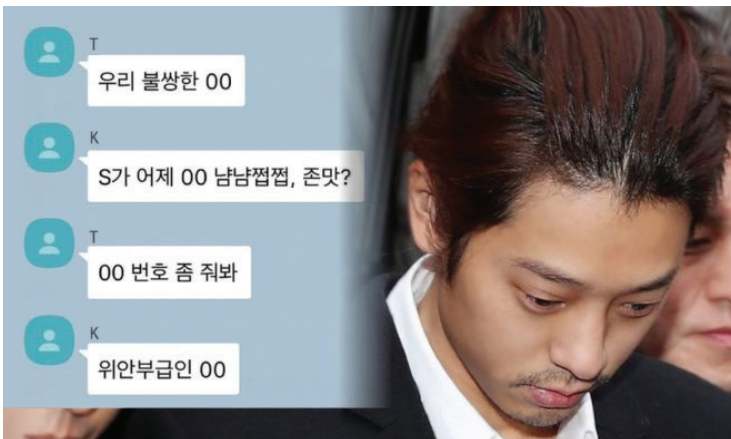 T
우리 불쌍한 00
K
S가 어제 00 냠냠쩝쩝, 존맛?
T
00 번호 좀 줘봐
K
위안부급인 00